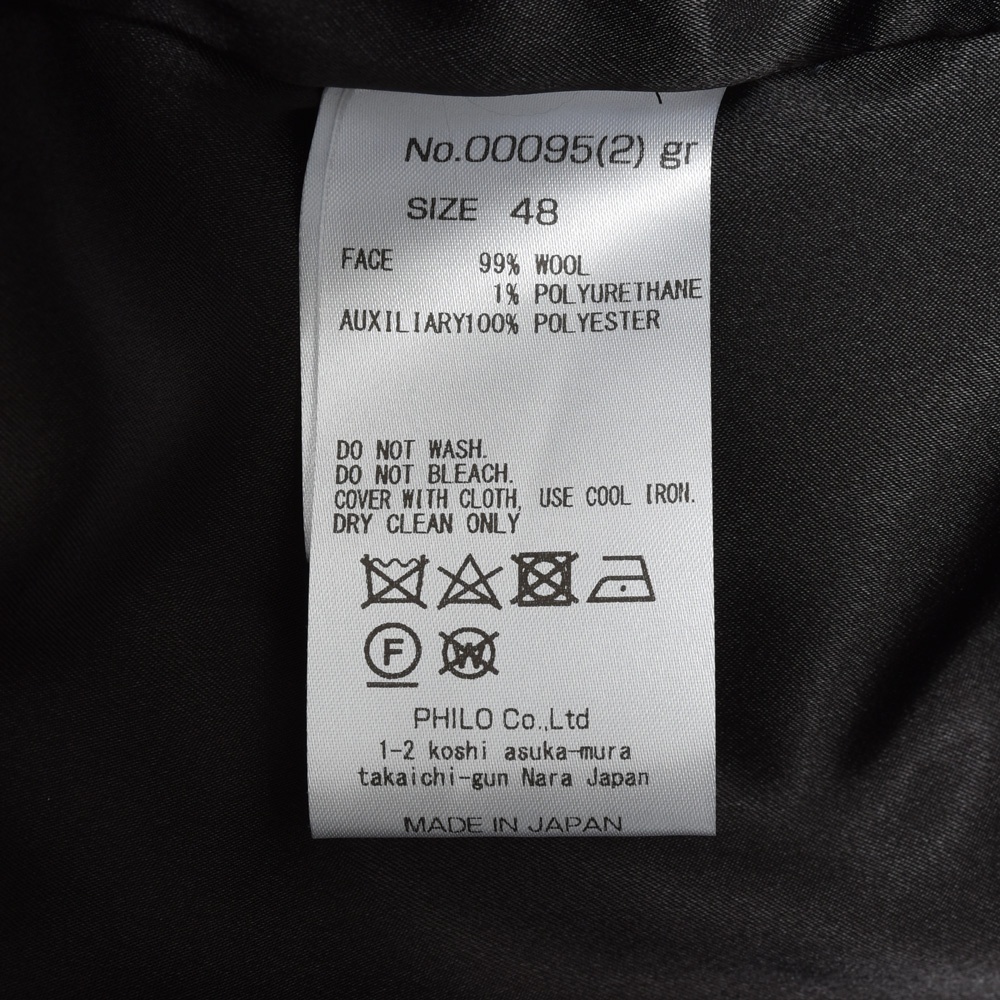 No.00095(2) gr
SIZE 48
FACE 99% WOOL
1% POLYURETHANE
AUXILIARY100% POLYESTER
DO NOT WASH.
DO NOT BLEACH.
COVER WITH CLOTH, USE COOL IRON.
DRY CLEAN ONLY
F W
PHILO Co.,Ltd
1-2 koshi asuka-mura
takaichi-gun Nara Japan
MADE IN JAPAN